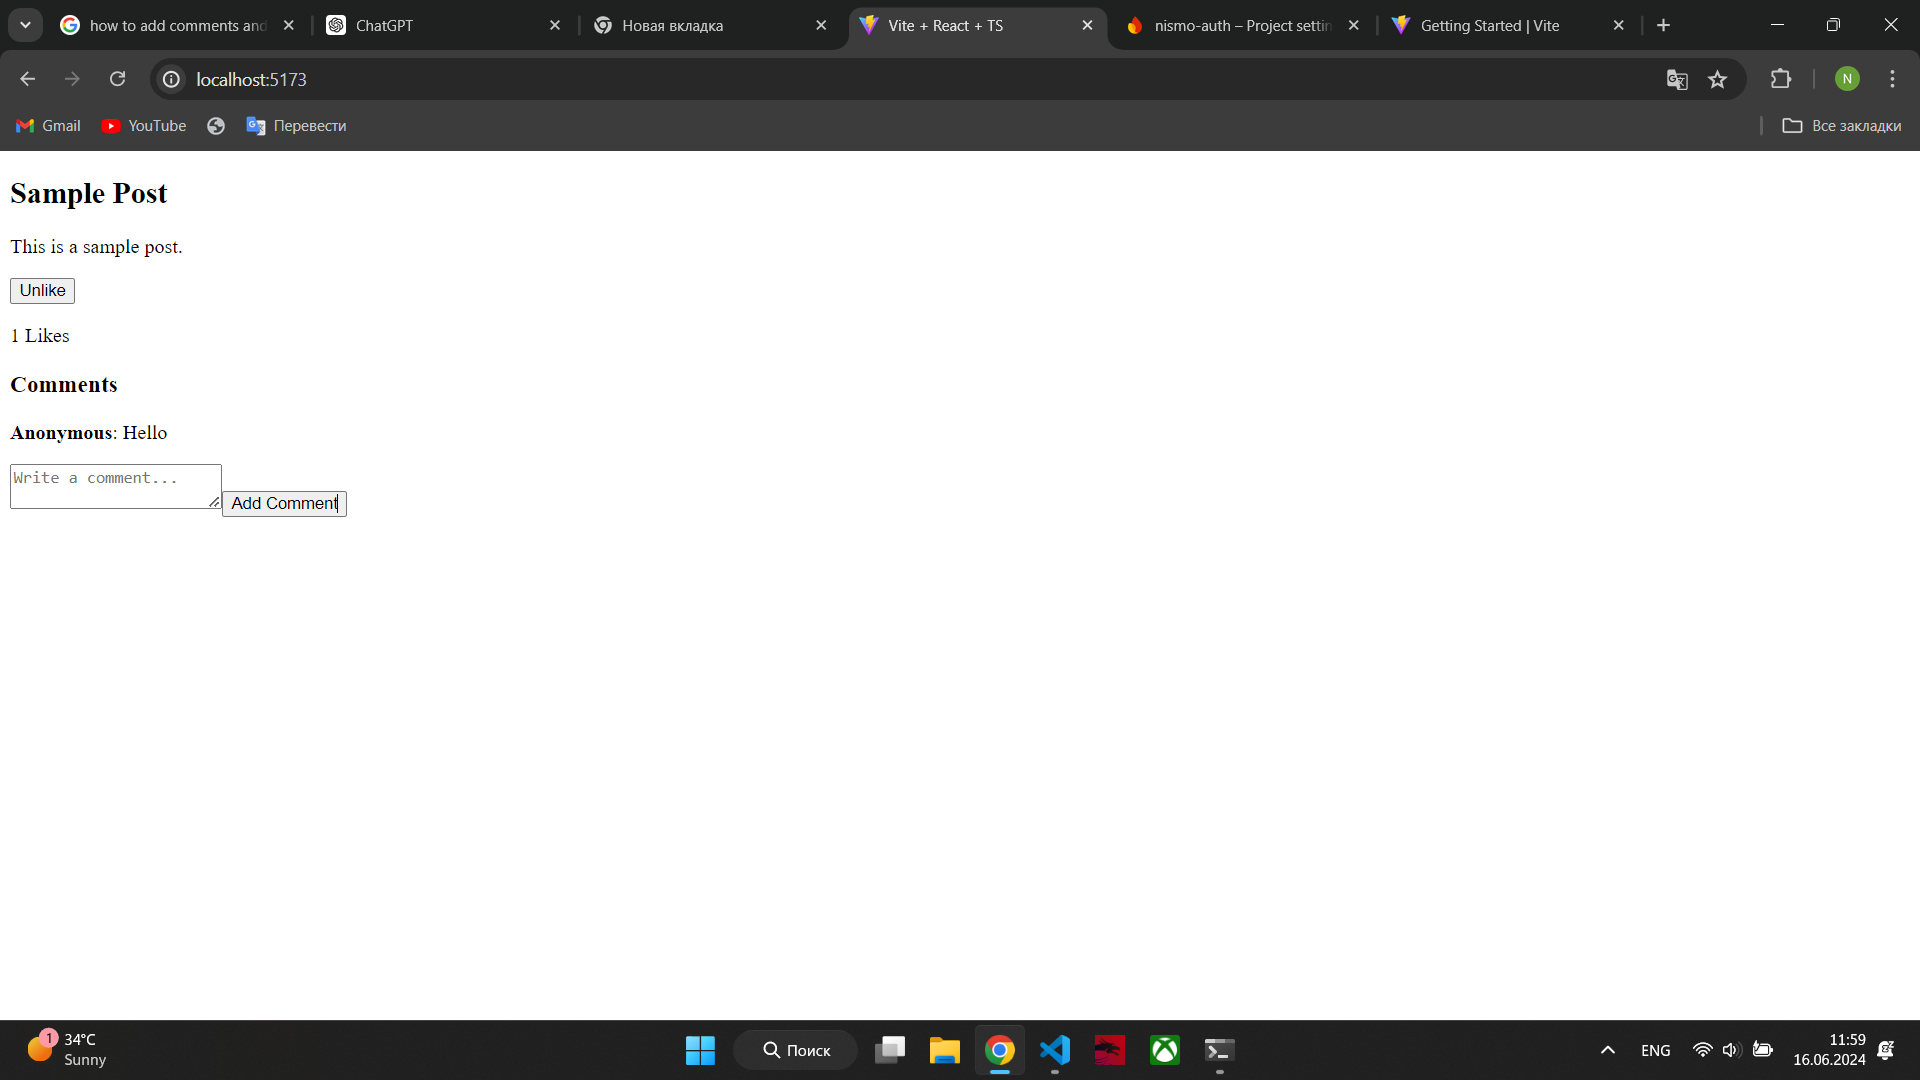 how to add comments and
ChatGPT
Новая вкладка
Vite + React + TS
nismo-auth – Project settin
Getting Started | Vite
localhost:5173
N
Gmail
YouTube
Перевести
Все закладки
Sample Post
This is a sample post.
Unlike
1 Likes
Comments
Anonymous: Hello
Write a comment...
Add Comment
1
34°C
Sunny
Поиск
ENG
11:59
16.06.2024